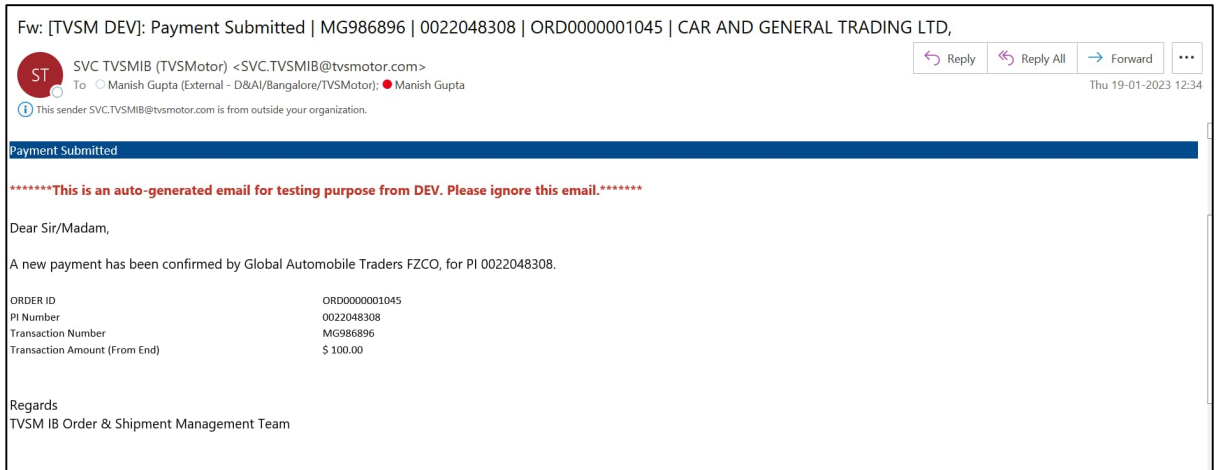 Fw: [TVSM DEV]: Payment Submitted | MG986896 | 0022048308 | ORD0000001045 | CAR AND GENERAL TRADING LTD,
ST
SVC TVSMIB (TVSMotor) <SVC.TVSMIB@tvsmotor.com>
Reply
Reply All
Forward
...
To Manish Gupta (External - D&AI/Bangalore/TVSMotor); Manish Gupta
Thu 19-01-2023 12:34
This sender SVC.TVSMIB@tvsmotor.com is from outside your organization.
Payment Submitted
*******This is an auto-generated email for testing purpose from DEV. Please ignore this email.*******
Dear Sir/Madam,
A new payment has been confirmed by Global Automobile Traders FZCO, for PI 0022048308.
ORDER ID ORD0000001045
PI Number 0022048308
Transaction Number MG986896
Transaction Amount (From End) $ 100.00
Regards
TVSM IB Order & Shipment Management Team